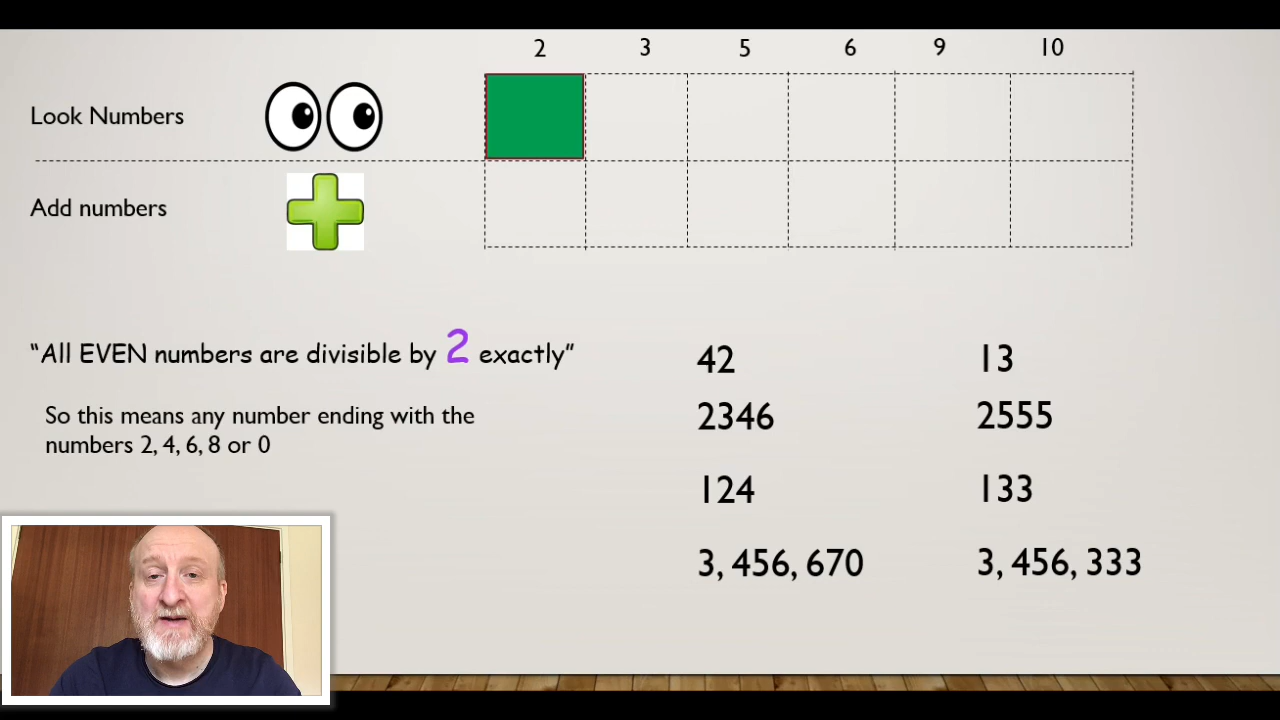 2 3 5 6 9 10
Look Numbers
Add numbers
“All EVEN numbers are divisible by 2 exactly”
So this means any number ending with the
numbers 2, 4, 6, 8 or 0
42 13
2346 2555
124 133
3, 456, 670 3, 456, 333